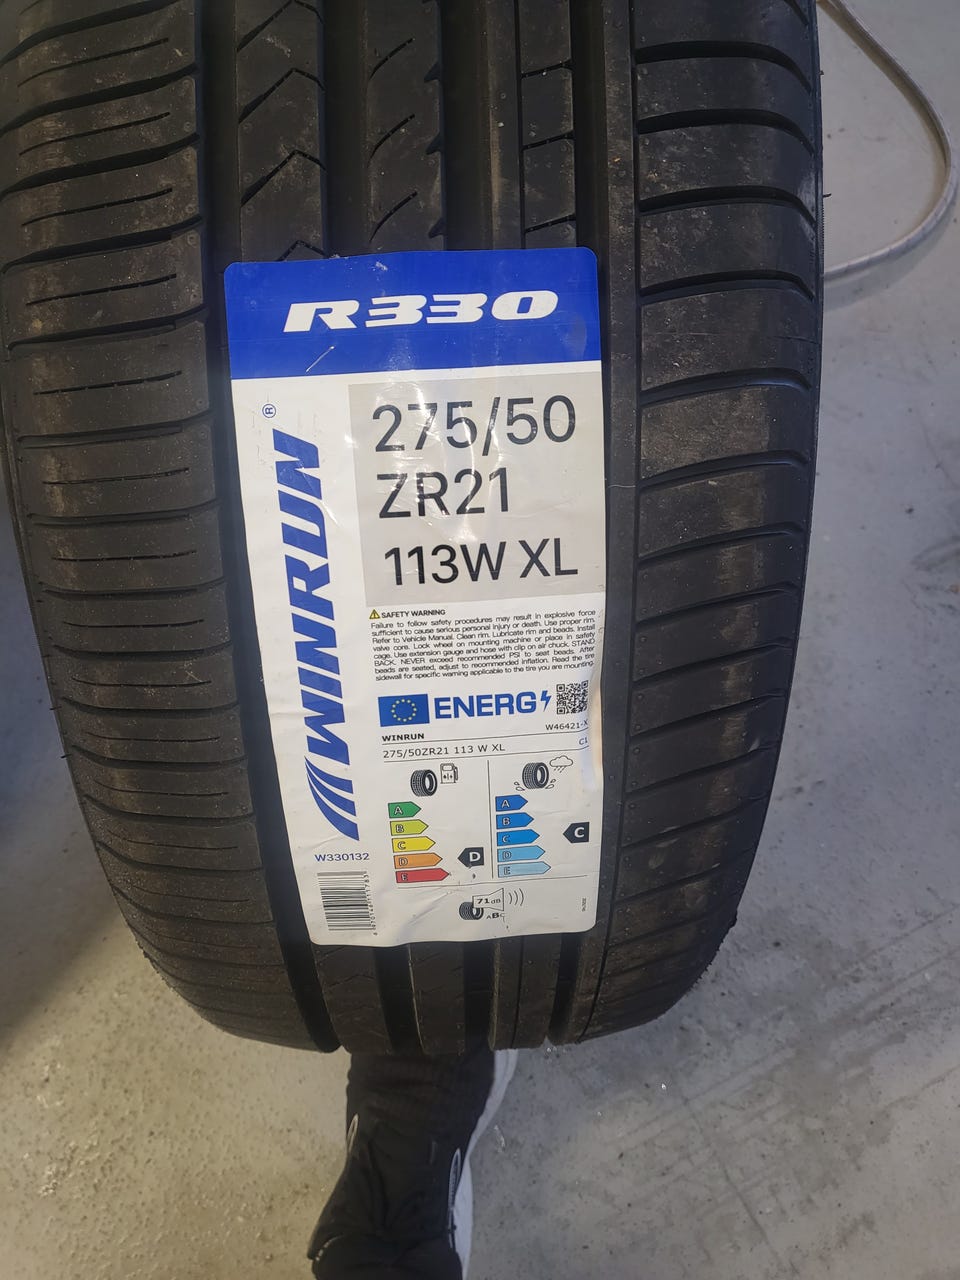 R330
WINRUN®
275/50
ZR21
113W XL
SAFETY WARNING
Failure to follow safety procedures may result in explosive force
sufficient to cause serious personal injury or death. Use proper rim.
Refer to Vehicle Manual. Clean rim. Lubricate rim and beads. Install
valve core. Lock wheel on mounting machine or place in safety
cage. Use extension gauge and hose with clip on air chuck. STAND
BACK. NEVER exceed recommended PSI to seat beads. After
beads are seated, adjust to recommended inflation. Read the tire
sidewall for specific warning applicable to the tire you are mounting.
ENERG
WINRUN
W46421-X
275/50ZR21 113 W XL
C1
A
B
C
D
E
D
A
B
C
D
E
C
71 dB
ABC
W330132